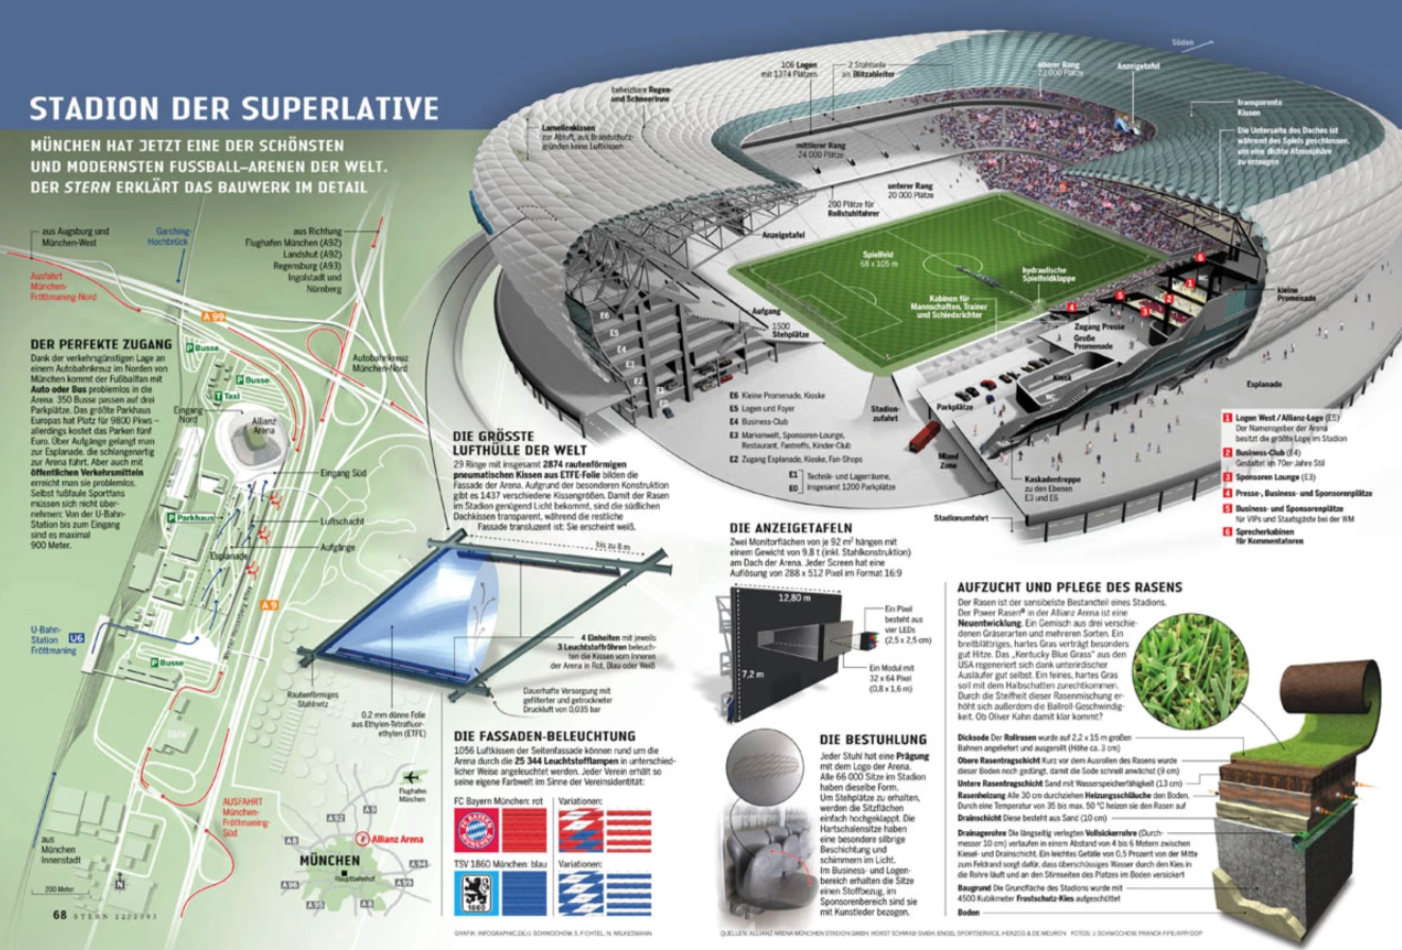 STADION DER SUPERLATIVE
MÜNCHEN HAT JETZT EINE DER SCHÖNSTEN
UND MODERNSTEN FUSSBALL–ARENEN DER WELT.
DER STERN ERKLÄRT DAS BAUWERK IM DETAIL
aus Augsburg und
München-West
Garching-
Hochbrück
aus Richtung
Flughafen München (A92)
Landshut (A92)
Regensburg (A93)
Ingolstadt und
Nürnberg
Ausfahrt
München-
Fröttmaning-Nord
A 99
Autobahnkreuz
München-Nord
DER PERFEKTE ZUGANG
Dank der verkehrsgünstigen Lage an
einem Autobahnkreuz im Norden von
München kommt der Fußballfan mit
Auto oder Bus problemlos in die
Arena. 350 Busse passen auf drei
Parkplätze. Das größte Parkhaus
Europas hat Platz für 9800 Pkws –
allerdings kostet das Parken fünf
Euro. Über Aufgänge gelangt man
zur Esplanade, die schlangenartig
zur Arena führt. Aber auch mit
öffentlichen Verkehrsmitteln
erreicht man sie problemlos.
Selbst fußfaule Sportfans
müssen sich nicht über-
nehmen: Von der U-Bahn-
Station bis zum Eingang
sind es maximal
900 Meter.
P Busse
P Busse
T Taxi
Eingang
Nord
Allianz
Arena
Eingang Süd
Luftschacht
P Parkhaus
Aufgänge
Esplanade
A 9
U-Bahn-
Station
Fröttmaning
U6
P Busse
AUSFAHRT
München-
Fröttmaning-
Süd
aus
München
Innenstadt
200 Meter
N
Flughafen
München
A9
A92
A8
Allianz Arena
MÜNCHEN
Hauptbahnhof
A94
A96
A99
A95
A8
68 STERN 22/2005
Süden
106 Logen
mit 1374 Plätzen
2 Stahlseile
als Blitzableiter
oberer Rang
22 000 Plätze
Anzeigetafel
beheizbare Regen-
und Schneerinne
transparente
Kissen
Lamellenkissen
zur Abluft, aus Brandschutz-
gründen keine Luftkissen
Die Unterseite des Daches ist
während des Spiels geschlossen,
um eine dichte Atmosphäre
zu erzeugen
mittlerer Rang
24 000 Plätze
unterer Rang
20 000 Plätze
200 Plätze für
Rollstuhlfahrer
Anzeigetafel
Spielfeld
68 x 105 m
hydraulische
Spielfeldklappe
Kabinen für
Mannschaften, Trainer
und Schiedsrichter
kleine
Promenade
Aufgang
1500
Stehplätze
Zugang Presse
Große
Promenade
Kiosk
WC
WC
Esplanade
Parkplätze
Stadion-
zufahrt
Mixed
Zone
Kaskadentreppe
zu den Ebenen
E3 und E6
Stadionumfahrt
E6
E5
E4
E3
E2
E1
E0
E6 Kleine Promenade, Kioske
E5 Logen und Foyer
E4 Business-Club
E3 Markenwelt, Sponsoren-Lounge,
Restaurant, Fantreffs, Kinder-Club
E2 Zugang Esplanade, Kioske, Fan-Shops
E1 Technik- und Lagerräume,
E0 insgesamt 1200 Parkplätze
1 Logen West / Allianz-Loge (E5)
Der Namensgeber der Arena
besitzt die größte Loge im Stadion
2 Business-Club (E4)
Gestaltet im 70er-Jahre Stil
3 Sponsoren Lounge (E3)
4 Presse-, Business- und Sponsorenplätze
5 Business- und Sponsorenplätze
für VIPs und Staatsgäste bei der WM
6 Sprecherkabinen
für Kommentatoren
DIE GRÖSSTE
LUFTHÜLLE DER WELT
29 Ringe mit insgesamt 2874 rautenförmigen
pneumatischen Kissen aus ETFE-Folie bilden die
Fassade der Arena. Aufgrund der besonderen Konstruktion
gibt es 1437 verschiedene Kissengrößen. Damit der Rasen
im Stadion genügend Licht bekommt, sind die südlichen
Dachkissen transparent, während die restliche
Fassade transluzent ist: Sie erscheint weiß.
bis zu 8 m
4 Einheiten mit jeweils
3 Leuchtstoffröhren beleuch-
ten die Kissen vom Inneren
der Arena in Rot, Blau oder Weiß
Rautenförmiges
Stahlnetz
Dauerhafte Versorgung mit
gefilterter und getrockneter
Druckluft von 0,035 bar
0,2 mm dünne Folie
aus Ethylen-Tetrafluor-
ethylen (ETFE)
DIE FASSADEN-BELEUCHTUNG
1056 Luftkissen der Seitenfassade können rund um die
Arena durch die 25 344 Leuchtstofflampen in unterschied-
licher Weise angeleuchtet werden. Jeder Verein erhält so
seine eigene Farbwelt im Sinne der Vereinsidentität:
FC Bayern München: rot
Variationen:
TSV 1860 München: blau
Variationen:
DIE ANZEIGETAFELN
Zwei Monitorflächen von je 92 m² hängen mit
einem Gewicht von 9,8 t (inkl. Stahlkonstruktion)
am Dach der Arena. Jeder Screen hat eine
Auflösung von 288 x 512 Pixel im Format 16:9
12,80 m
7,2 m
Ein Pixel
besteht aus
vier LEDs
(2,5 x 2,5 cm)
Ein Modul mit
32 x 64 Pixel
(0,8 x 1,6 m)
DIE BESTUHLUNG
Jeder Stuhl hat eine Prägung
mit dem Logo der Arena.
Alle 66 000 Sitze im Stadion
haben dieselbe Form.
Um Stehplätze zu erhalten,
werden die Sitzflächen
einfach hochgeklappt. Die
Hartschalensitze haben
eine besondere silbrige
Beschichtung und
schimmern im Licht.
Im Business- und Logen-
bereich erhalten die Sitze
einen Stoffbezug, im
Sponsorenbereich sind sie
mit Kunstleder bezogen.
AUFZUCHT UND PFLEGE DES RASENS
Der Rasen ist der sensibelste Bestandteil eines Stadions.
Der Power Rasen® in der Allianz Arena ist eine
Neuentwicklung. Ein Gemisch aus drei verschie-
denen Gräserarten und mehreren Sorten. Ein
breitblättriges, hartes Gras verträgt besonders
gut Hitze. Das „Kentucky Blue Grass“ aus den
USA regeneriert sich dank unterirdischer
Ausläufer gut selbst. Ein feines, hartes Gras
soll mit dem Halbschatten zurechtkommen.
Durch die Steifheit dieser Rasenmischung er-
höht sich außerdem die Ballroll-Geschwindig-
keit. Ob Oliver Kahn damit klar kommt?
Dicksode Der Rollrasen wurde auf 2,2 x 15 m großen
Bahnen angeliefert und ausgerollt (Höhe ca. 3 cm)
Obere Rasentragschicht Kurz vor dem Ausrollen des Rasens wurde
dieser Boden noch gedüngt, damit die Sode schnell anwächst (9 cm)
Untere Rasentragschicht Sand mit Wasserspeicherfähigkeit (13 cm)
Rasenheizung Alle 30 cm durchziehen Heizungsschläuche den Boden.
Durch eine Temperatur von 35 bis max. 50 °C heizen sie den Rasen auf
Drainschicht Diese besteht aus Sand (10 cm)
Drainagerohre Die längsseitig verlegten Vollsickerrohre (Durch-
messer 10 cm) verlaufen in einem Abstand von 4 bis 6 Metern zwischen
Kiesel- und Drainschicht. Ein leichtes Gefälle von 0,5 Prozent von der Mitte
zum Feldrand sorgt dafür, dass überschüssiges Wasser durch den Kies in
die Rohre läuft und an den Stirnseiten des Platzes im Boden versickert
Baugrund Die Grundfläche des Stadions wurde mit
4500 Kubikmeter Frostschutz-Kies aufgeschüttet
Boden